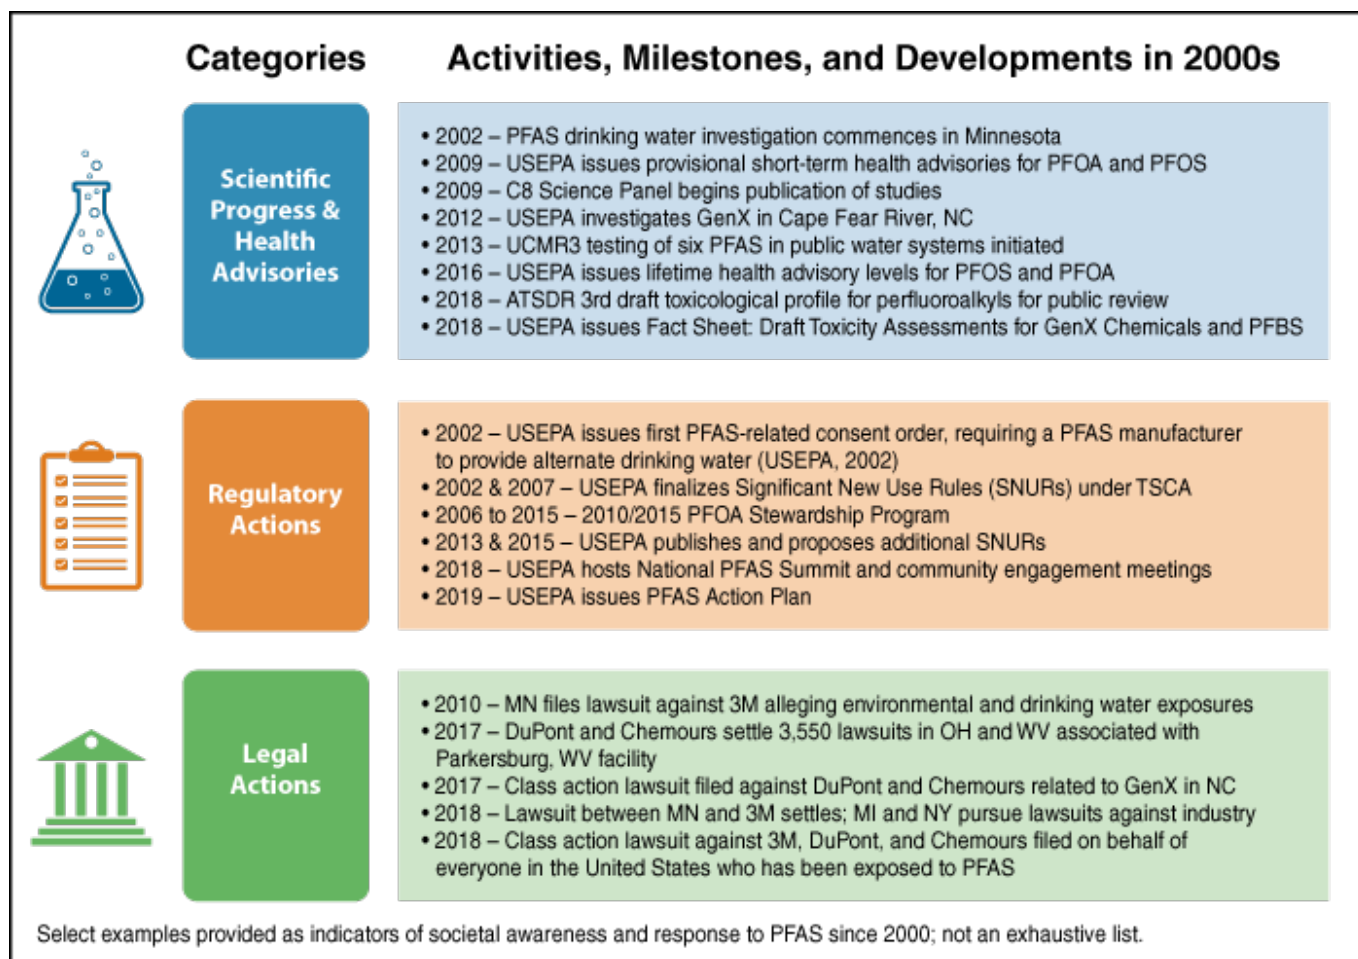 Categories
Activities, Milestones, and Developments in 2000s
Scientific
Progress &
Health
Advisories
• 2002 – PFAS drinking water investigation commences in Minnesota
• 2009 – USEPA issues provisional short-term health advisories for PFOA and PFOS
• 2009 – C8 Science Panel begins publication of studies
• 2012 – USEPA investigates GenX in Cape Fear River, NC
• 2013 – UCMR3 testing of six PFAS in public water systems initiated
• 2016 – USEPA issues lifetime health advisory levels for PFOS and PFOA
• 2018 – ATSDR 3rd draft toxicological profile for perfluoroalkyls for public review
• 2018 – USEPA issues Fact Sheet: Draft Toxicity Assessments for GenX Chemicals and PFBS
Regulatory
Actions
• 2002 – USEPA issues first PFAS-related consent order, requiring a PFAS manufacturer
to provide alternate drinking water (USEPA, 2002)
• 2002 & 2007 – USEPA finalizes Significant New Use Rules (SNURs) under TSCA
• 2006 to 2015 – 2010/2015 PFOA Stewardship Program
• 2013 & 2015 – USEPA publishes and proposes additional SNURs
• 2018 – USEPA hosts National PFAS Summit and community engagement meetings
• 2019 – USEPA issues PFAS Action Plan
Legal
Actions
• 2010 – MN files lawsuit against 3M alleging environmental and drinking water exposures
• 2017 – DuPont and Chemours settle 3,550 lawsuits in OH and WV associated with
Parkersburg, WV facility
• 2017 – Class action lawsuit filed against DuPont and Chemours related to GenX in NC
• 2018 – Lawsuit between MN and 3M settles; MI and NY pursue lawsuits against industry
• 2018 – Class action lawsuit against 3M, DuPont, and Chemours filed on behalf of
everyone in the United States who has been exposed to PFAS
Select examples provided as indicators of societal awareness and response to PFAS since 2000; not an exhaustive list.